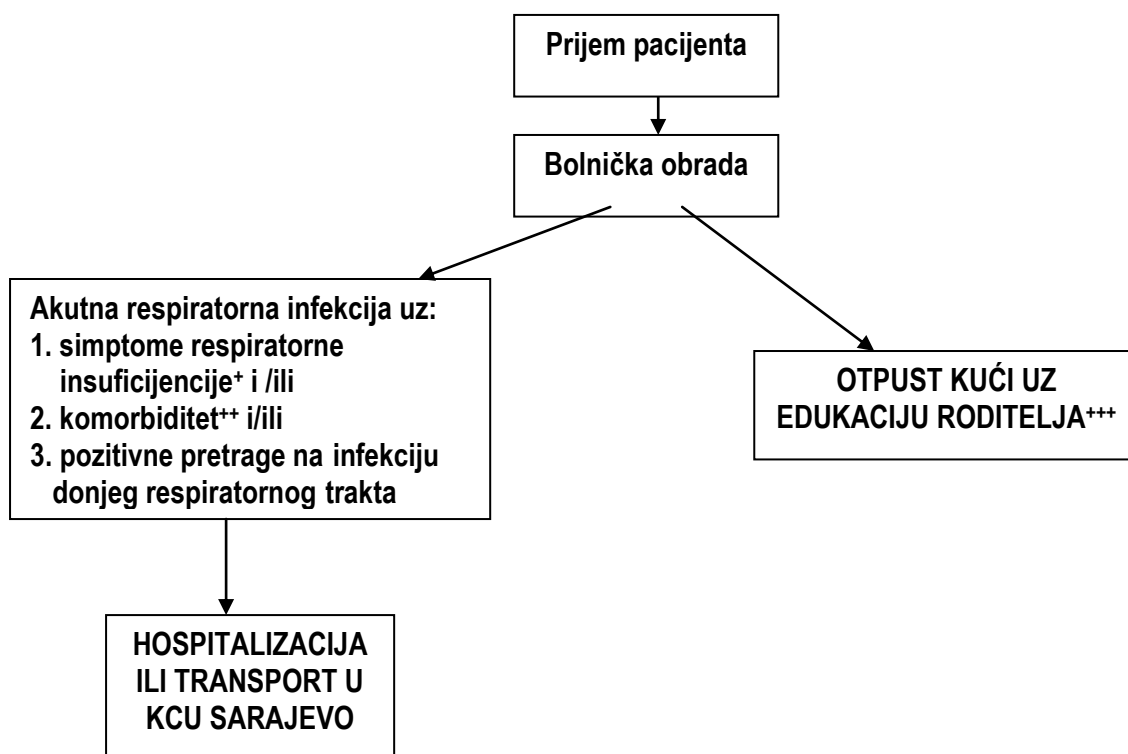 Prijem pacijenta
Bolnička obrada
Akutna respiratorna infekcija uz:
1. simptome respiratorne
insuficijencije⁺ i /ili
2. komorbiditet⁺⁺ i/ili
3. pozitivne pretrage na infekciju
donjeg respiratornog trakta
OTPUST KUĆI UZ
EDUKACIJU RODITELJA⁺⁺⁺
HOSPITALIZACIJA
ILI TRANSPORT U
KCU SARAJEVO